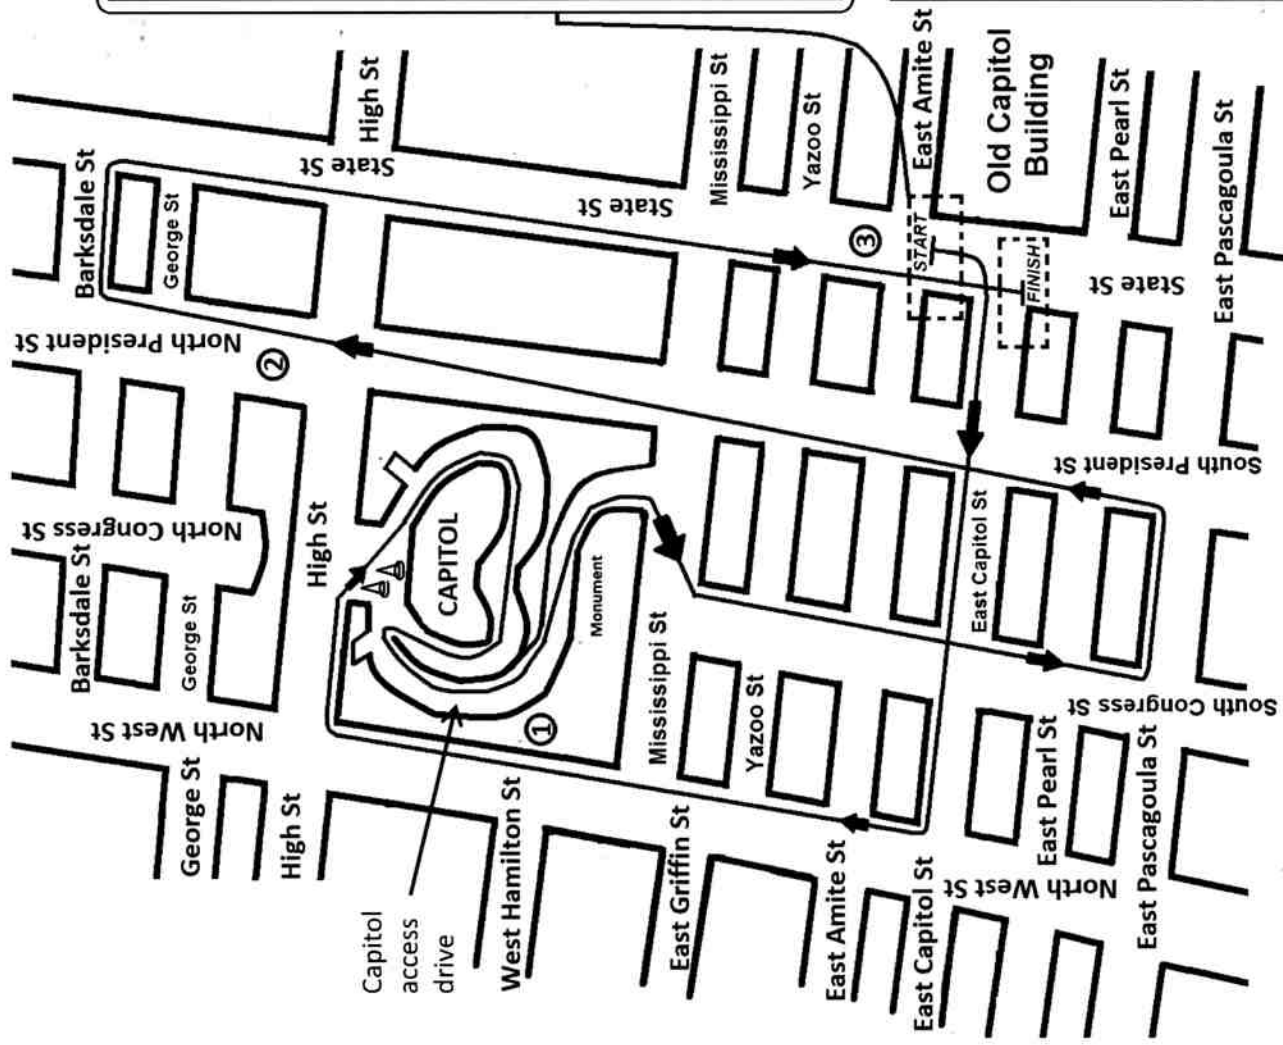 High St
Mississippi St
Yazoo St
East Amite St
Old Capitol
Building
East Pearl St
East Pascagoula St
Barksdale St
George St
State St
State St
③
START
FINISH
State St
North President St
②
South President St
North Congress St
High St
CAPITOL
Monument
East Capitol St
Barksdale St
George St
North West St
①
Mississippi St
Yazoo St
South Congress St
East Pearl St
East Pascagoula St
George St
High St
West Hamilton St
East Griffin St
East Amite St
East Capitol St
North West St
Capitol
access
drive